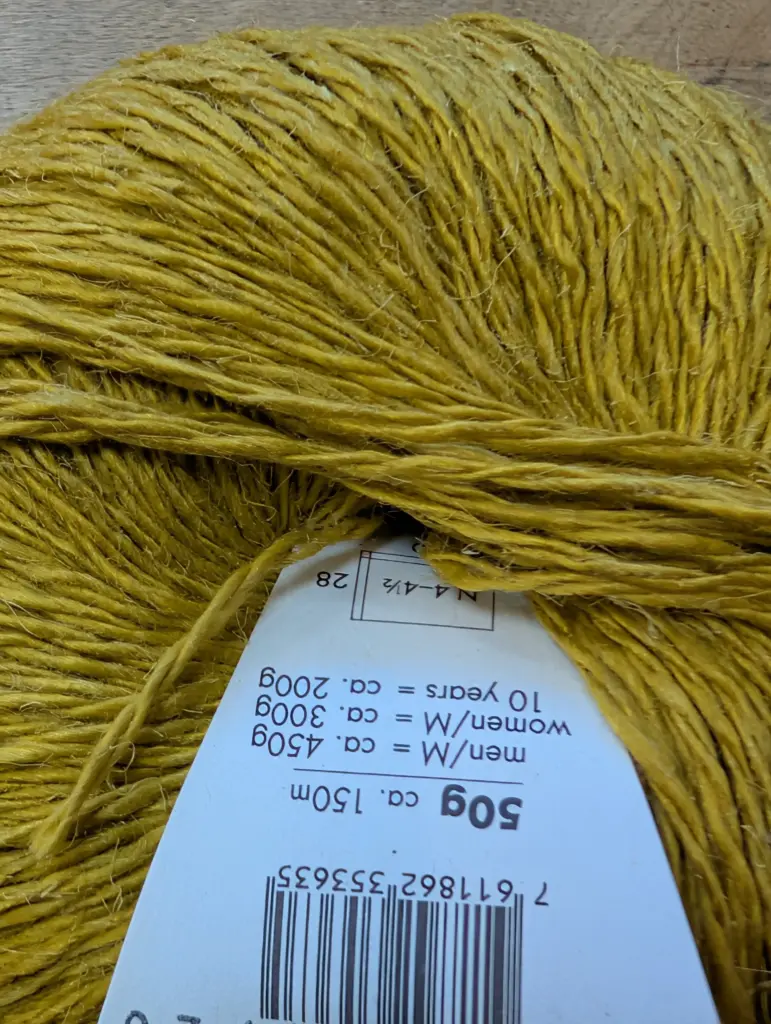 7 611862 353635
50g ca. 150m
men/M = ca. 450g
women/M = ca. 300g
10 years = ca. 200g
N 4-4½
28